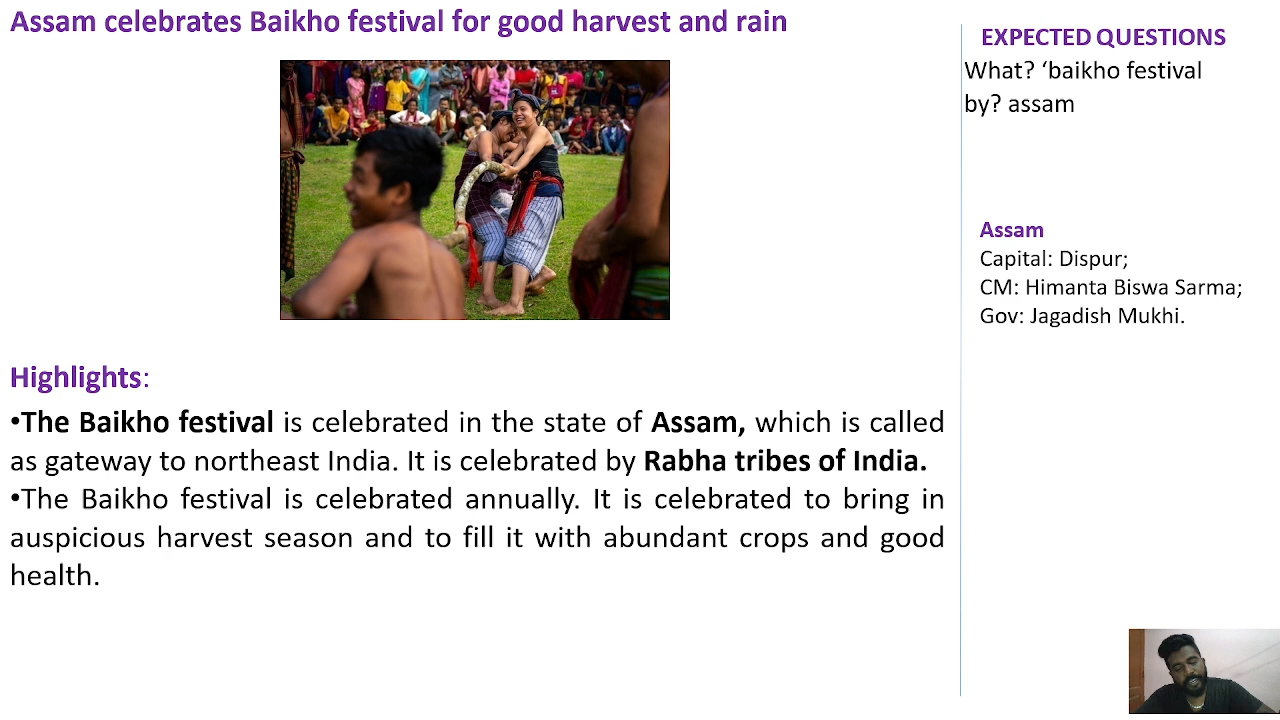 Assam celebrates Baikho festival for good harvest and rain
Highlights:
•The Baikho festival is celebrated in the state of Assam, which is called
as gateway to northeast India. It is celebrated by Rabha tribes of India.
•The Baikho festival is celebrated annually. It is celebrated to bring in
auspicious harvest season and to fill it with abundant crops and good
health.
EXPECTED QUESTIONS
What? ‘baikho festival
by? assam
Assam
Capital: Dispur;
CM: Himanta Biswa Sarma;
Gov: Jagadish Mukhi.